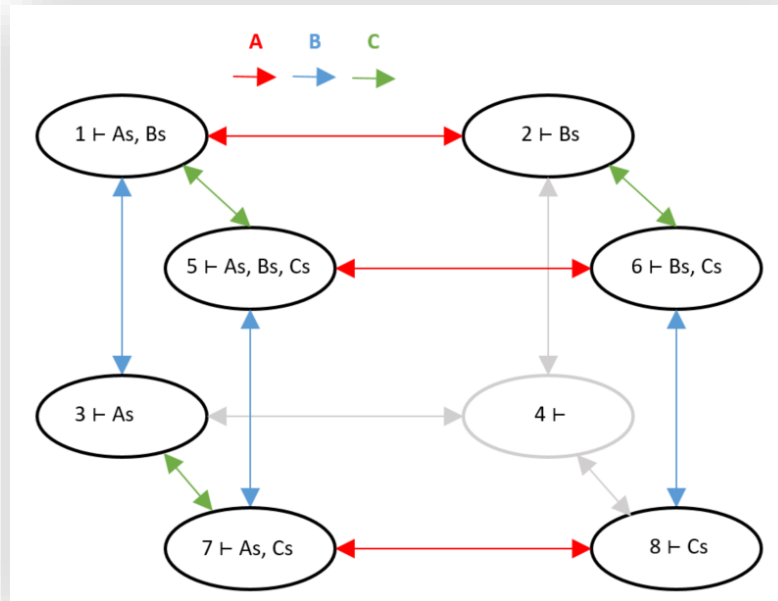 A B C
1 ⊢ As, Bs
2 ⊢ Bs
5 ⊢ As, Bs, Cs
6 ⊢ Bs, Cs
3 ⊢ As
4 ⊢
7 ⊢ As, Cs
8 ⊢ Cs